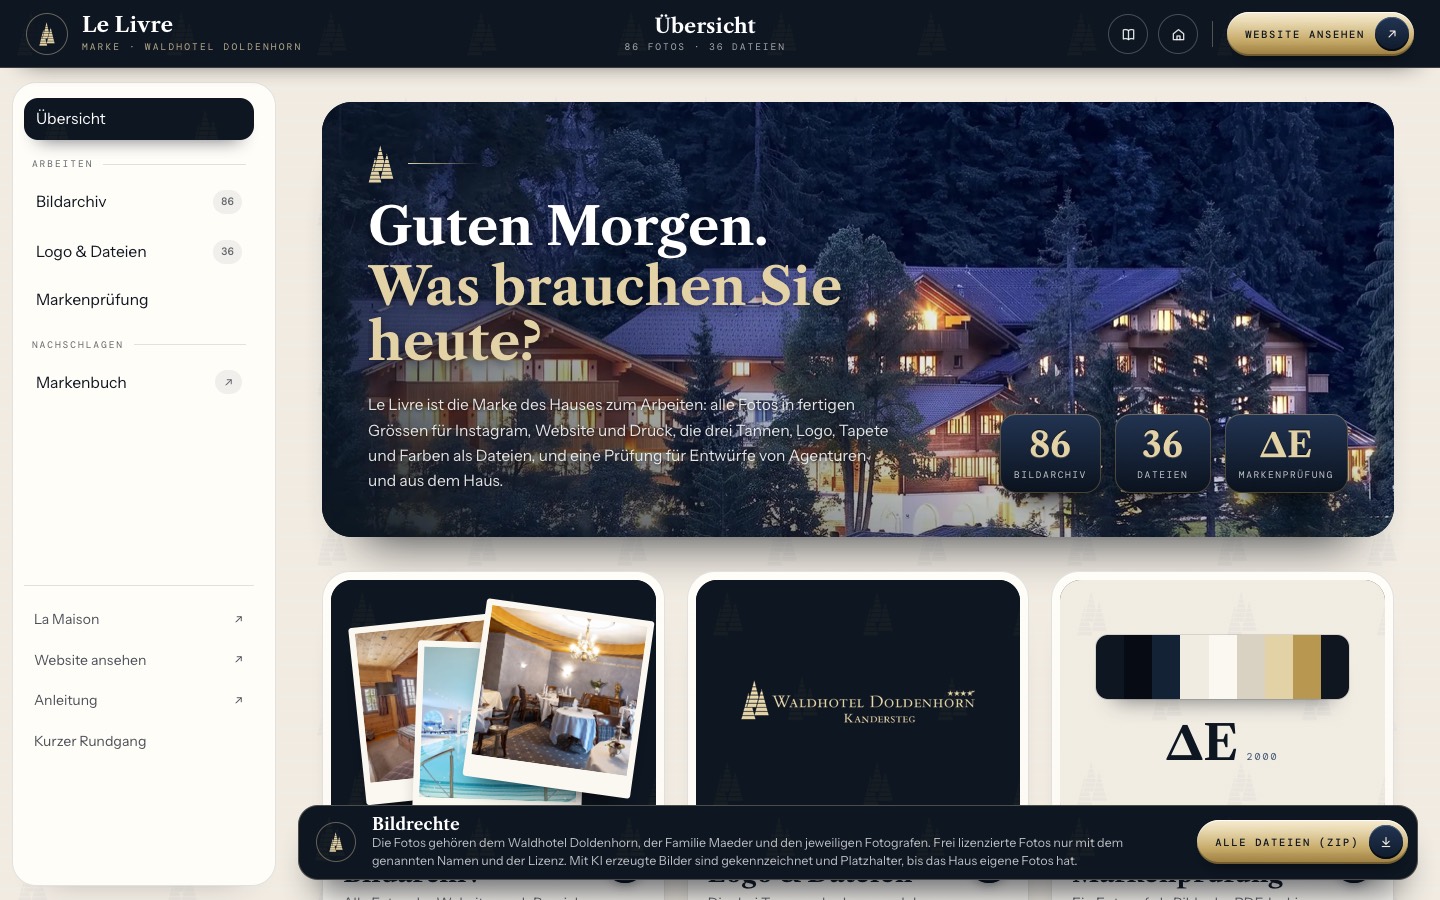 Le Livre
MARKE · WALDHOTEL DOLDENHORN
Übersicht
86 FOTOS · 36 DATEIEN
WEBSITE ANSEHEN
Übersicht
ARBEITEN
Bildarchiv 86
Logo & Dateien 36
Markenprüfung
NACHSCHLAGEN
Markenbuch
La Maison
Website ansehen
Anleitung
Kurzer Rundgang
Guten Morgen.
Was brauchen Sie
heute?
Le Livre ist die Marke des Hauses zum Arbeiten: alle Fotos in fertigen
Grössen für Instagram, Website und Druck, die drei Tannen, Logo, Tapete
und Farben als Dateien, und eine Prüfung für Entwürfe von Agenturen
und aus dem Haus.
86
BILDARCHIV
36
DATEIEN
ΔE
MARKENPRÜFUNG
WALDHOTEL DOLDENHORN
KANDERSTEG
ΔE 2000
Bildrechte
Die Fotos gehören dem Waldhotel Doldenhorn, der Familie Maeder und den jeweiligen Fotografen. Frei lizenzierte Fotos nur mit dem
genannten Namen und der Lizenz. Mit KI erzeugte Bilder sind gekennzeichnet und Platzhalter, bis das Haus eigene Fotos hat.
ALLE DATEIEN (ZIP)